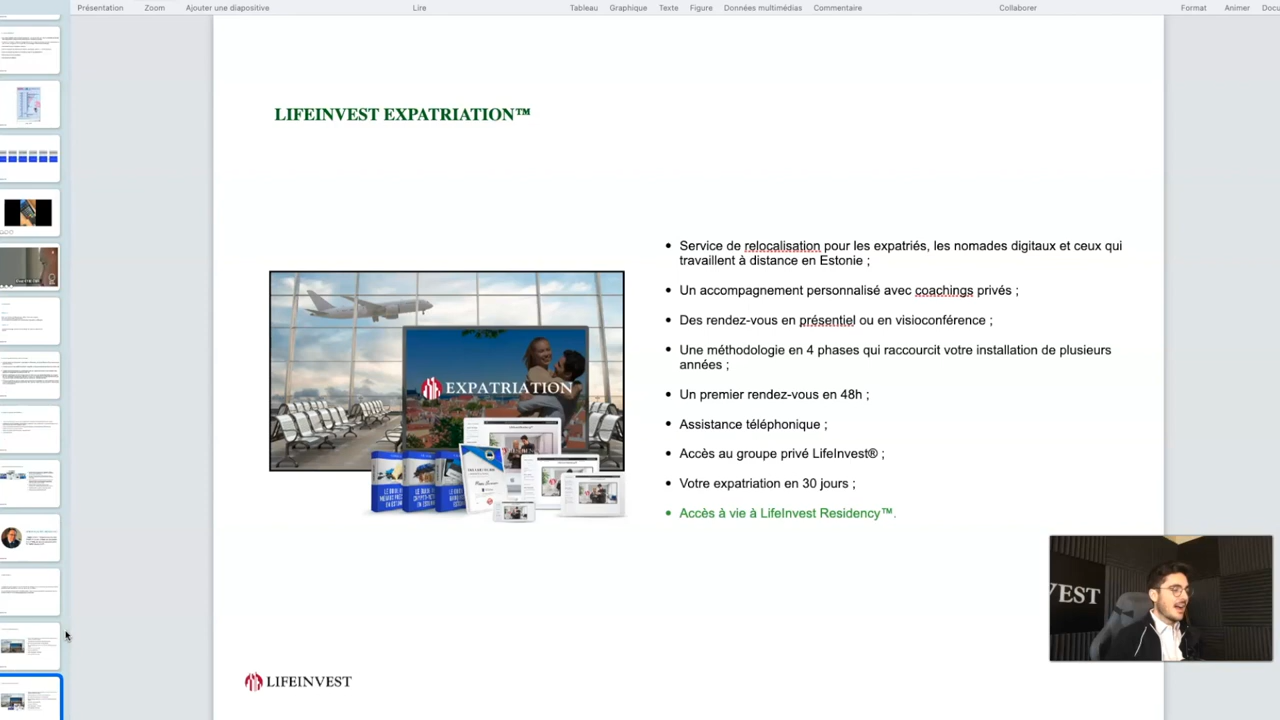 Présentation Zoom Ajouter une diapositive Lire Tableau Graphique Texte Figure Données multimédias Commentaire Collaborer Format Animer Docu
LIFEINVEST EXPATRIATION™
• Service de relocalisation pour les expatriés, les nomades digitaux et ceux qui
travaillent à distance en Estonie ;
• Un accompagnement personnalisé avec coachings privés ;
• Des rendez-vous en présentiel ou en visioconférence ;
• Une méthodologie en 4 phases qui raccourcit votre installation de plusieurs
années ;
• Un premier rendez-vous en 48h ;
• Assistance téléphonique ;
• Accès au groupe privé LifeInvest® ;
• Votre expatriation en 30 jours ;
• Accès à vie à LifeInvest Residency™.
EXPATRIATION
VEST
LIFEINVEST